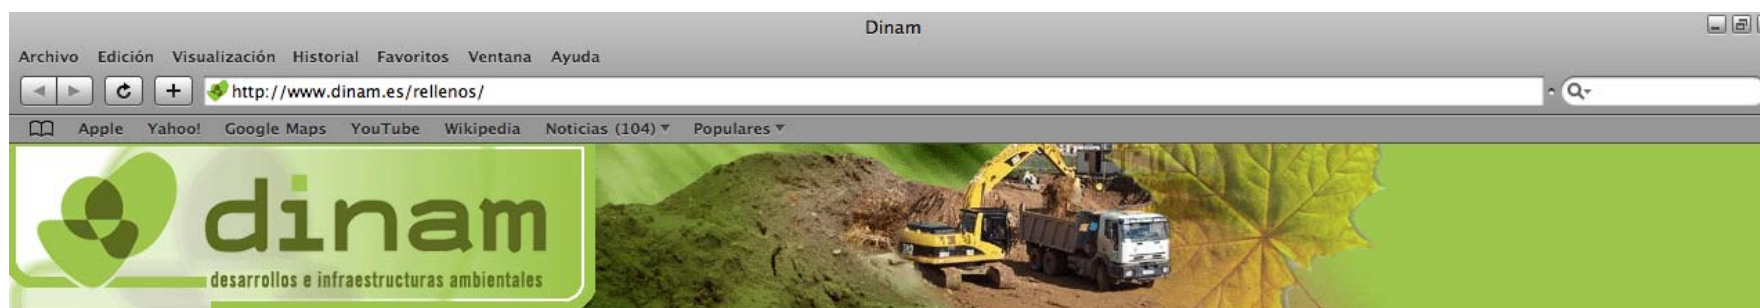 Dinam
Archivo Edición Visualización Historial Favoritos Ventana Ayuda
http://www.dinam.es/rellenos/
Apple Yahoo! Google Maps YouTube Wikipedia Noticias (104) Populares
dinam
desarrollos e infraestructuras ambientales